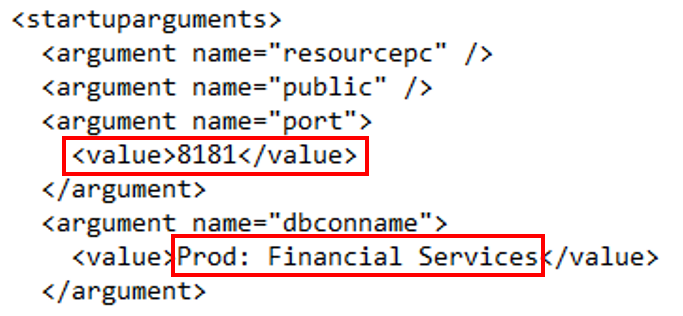 <startuparguments>
<argument name="resourcepc" />
<argument name="public" />
<argument name="port">
<value>8181</value>
</argument>
<argument name="dbconname">
<value>Prod: Financial Services</value>
</argument>